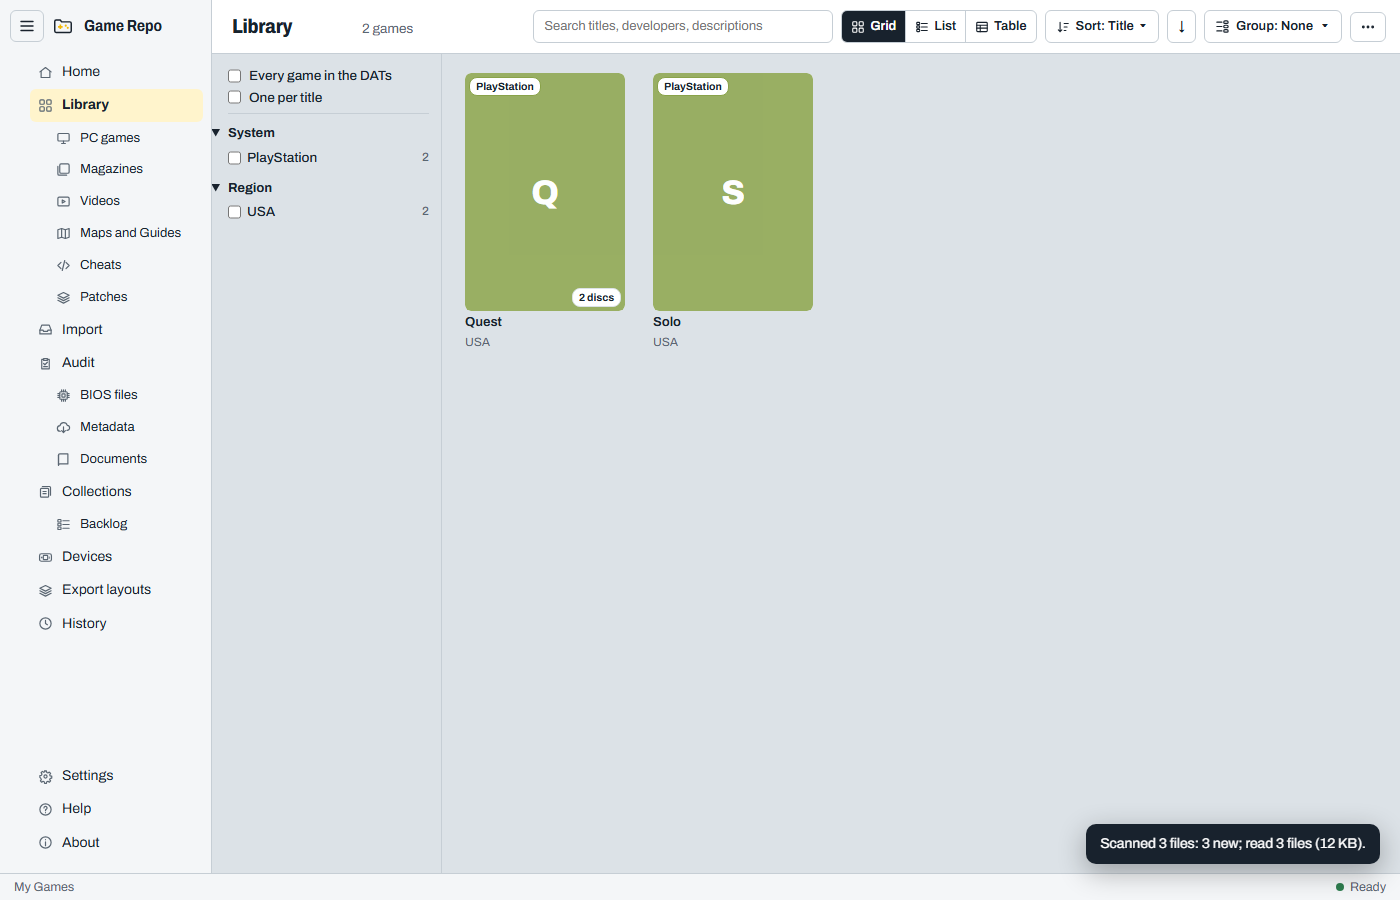 Game Repo
Home
Library
PC games
Magazines
Videos
Maps and Guides
Cheats
Patches
Import
Audit
BIOS files
Metadata
Documents
Collections
Backlog
Devices
Export layouts
History
Settings
Help
About
Library
2 games
Search titles, developers, descriptions
Grid
List
Table
Sort: Title
Group: None
Every game in the DATs
One per title
System
PlayStation 2
Region
USA 2
PlayStation
Q
2 discs
Quest
USA
PlayStation
S
Solo
USA
Scanned 3 files: 3 new; read 3 files (12 KB).
My Games
Ready